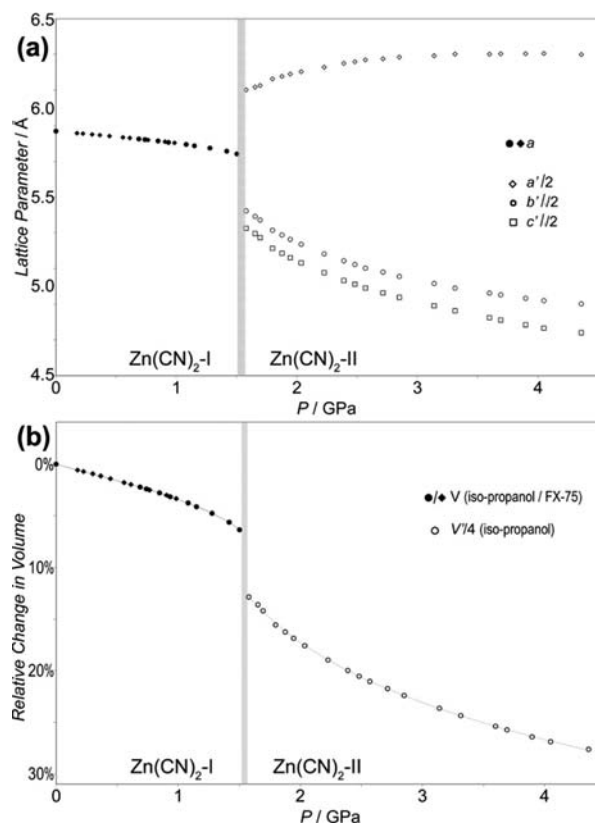 (a)
6.5
6.0
5.5
5.0
4.5
Lattice Parameter / Å
a
a'/2
b'/2
c'/2
Zn(CN)₂-I
Zn(CN)₂-II
0
1
2
3
4
P / GPa
(b)
0%
10%
20%
30%
Relative Change in Volume
V (iso-propanol / FX-75)
V'/4 (iso-propanol)
Zn(CN)₂-I
Zn(CN)₂-II
0
1
2
3
4
P / GPa